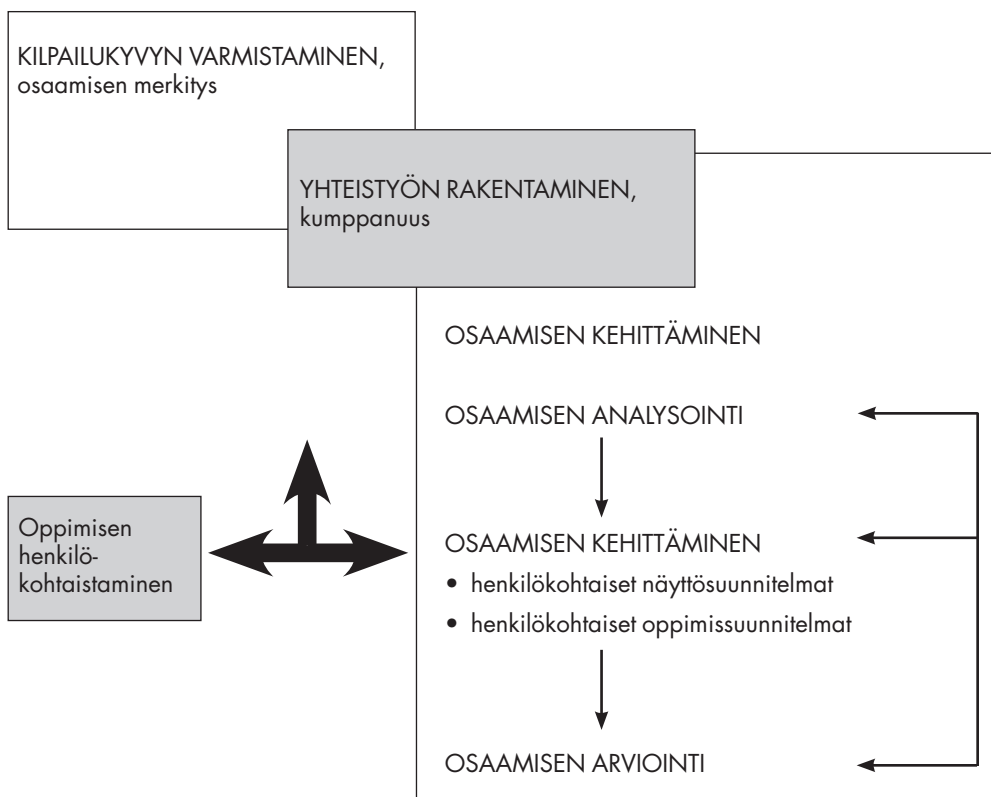 KILPAILUKYVYN VARMISTAMINEN,
osaamisen merkitys
YHTEISTYÖN RAKENTAMINEN,
kumppanuus
OSAAMISEN KEHITTÄMINEN
OSAAMISEN ANALYSOINTI
Oppimisen
henkilö-
kohtaistaminen
OSAAMISEN KEHITTÄMINEN
• henkilökohtaiset näyttösuunnitelmat
• henkilökohtaiset oppimissuunnitelmat
OSAAMISEN ARVIOINTI